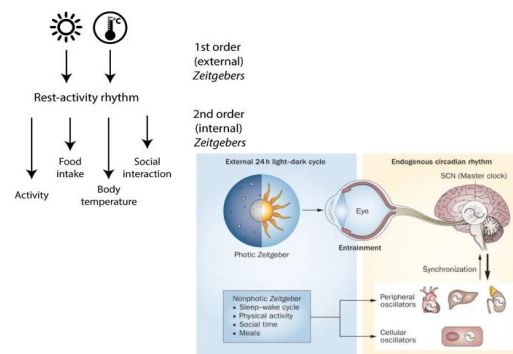 °C
1st order
(external)
Zeitgebers
Rest-activity rhythm
2nd order
(internal)
Zeitgebers
Activity
Food
intake
Body
temperature
Social
interaction
External 24 h light–dark cycle
Endogenous circadian rhythm
SCN (Master clock)
Eye
Photic Zeitgeber
Entrainment
Synchronization
Nonphotic Zeitgeber
• Sleep–wake cycle
• Physical activity
• Social time
• Meals
Peripheral
oscillators
Cellular
oscillators